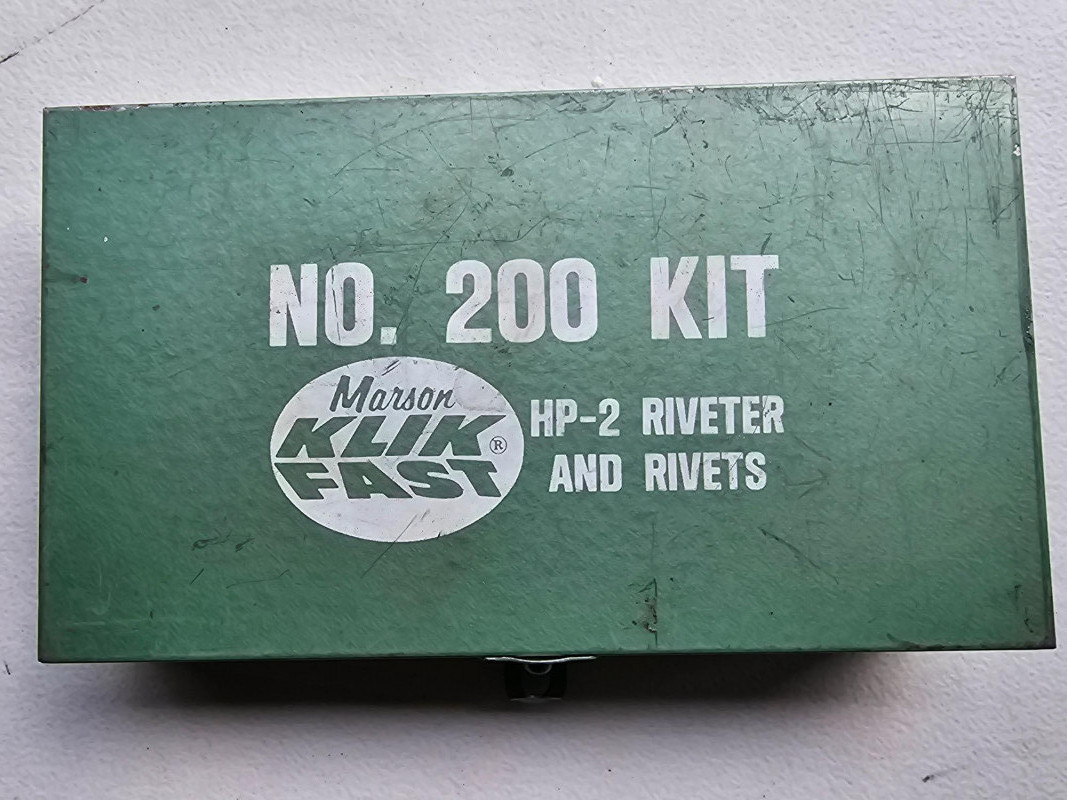 NO. 200 KIT
Marson
KLIK®
FAST
HP-2 RIVETER
AND RIVETS